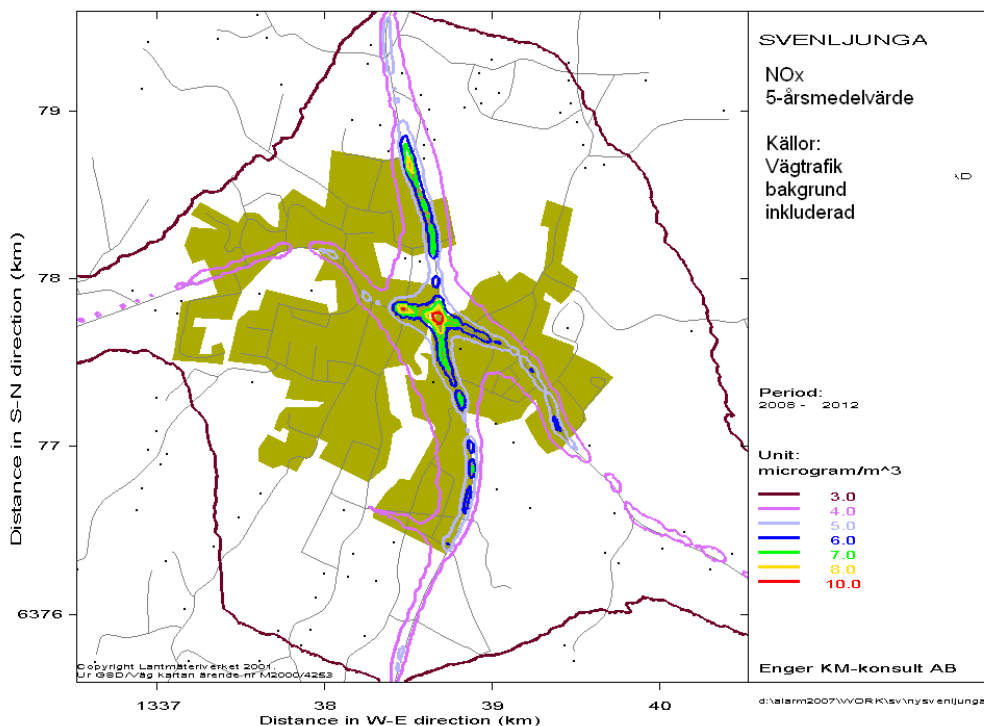 SVENLJUNGA
NOx
5-årsmedelvärde
Källor:
Vägtrafik
bakgrund
inkluderad
Period:
2008 - 2012
Unit:
microgram/m^3
3.0
4.0
5.0
6.0
7.0
8.0
10.0
Enger KM-konsult AB
d:\alarm2007\WORK\sv\nysvenljunga
Distance in S-N direction (km)
79
78
77
6376
Copyright Lantmäteriverket 2001.
Ur GSD/Väg kartan ärende-nr M2000/4253
1337
38
39
40
Distance in W-E direction (km)